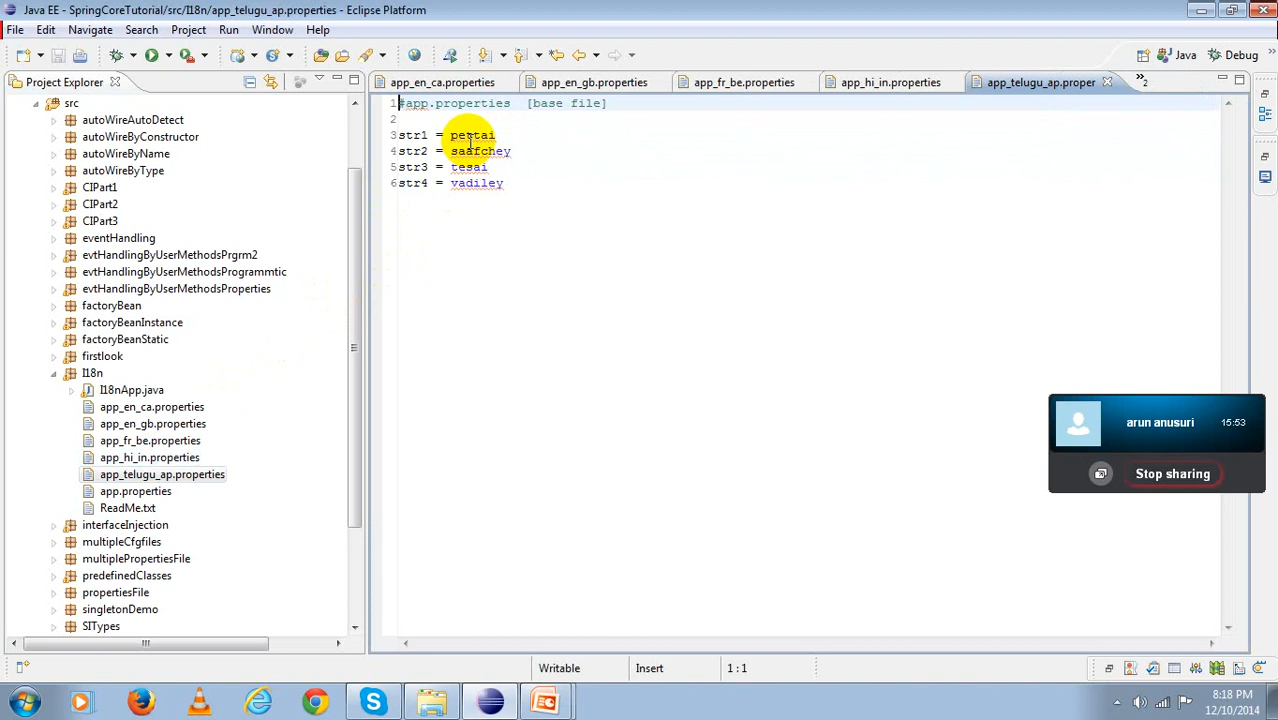 Java EE - SpringCoreTutorial/src/I18n/app_telugu_ap.properties - Eclipse Platform
File Edit Navigate Search Project Run Window Help
Java
Debug
Project Explorer
app_en_ca.properties
app_en_gb.properties
app_fr_be.properties
app_hi_in.properties
app_telugu_ap.proper
»2
src
autoWireAutoDetect
autoWireByConstructor
autoWireByName
autoWireByType
CIPart1
CIPart2
CIPart3
eventHandling
evtHandlingByUserMethodsPrgrm2
evtHandlingByUserMethodsProgrammtic
evtHandlingByUserMethodsProperties
factoryBean
factoryBeanInstance
factoryBeanStatic
firstlook
I18n
I18nApp.java
app_en_ca.properties
app_en_gb.properties
app_fr_be.properties
app_hi_in.properties
app_telugu_ap.properties
app.properties
ReadMe.txt
interfaceInjection
multipleCfgfiles
multiplePropertiesFile
predefinedClasses
propertiesFile
singletonDemo
SITypes
1 #app.properties [base file]
2
3 str1 = pettai
4 str2 = saafchey
5 str3 = tesai
6 str4 = vadiley
arun anusuri 15:53
Stop sharing
Writable Insert 1 : 1
8:18 PM
12/10/2014